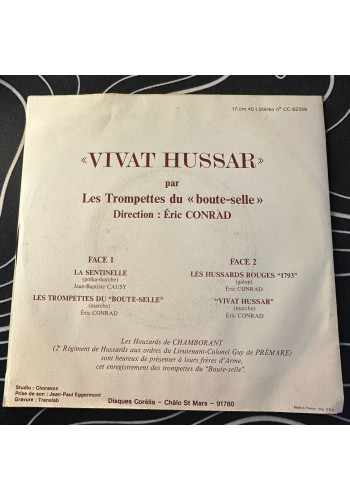 17 cm 45 t Stéréo n° CC 82359
«VIVAT HUSSAR»
par
Les Trompettes du « boute-selle »
Direction : Éric CONRAD
FACE 1
LA SENTINELLE
(polka-marche)
Jean-Baptiste CAUSY
LES TROMPETTES DU "BOUTE-SELLE"
(marche)
Éric CONRAD
FACE 2
LES HUSSARDS ROUGES "1793"
(galop)
Éric CONRAD
"VIVAT HUSSAR"
(marche)
Éric CONRAD
Les Houzards de CHAMBORANT
(2e Régiment de Hussards aux ordres du Lieutenant-Colonel Guy de PRÉMARE)
sont heureux de présenter à leurs frères d'Arme,
cet enregistrement des trompettes du "Boute-selle".
Studio : Choravox
Prise de son : Jean-Paul Eppermont
Gravure : Translab
Disques Corélia - Châlo St Mars - 91780
Made in France